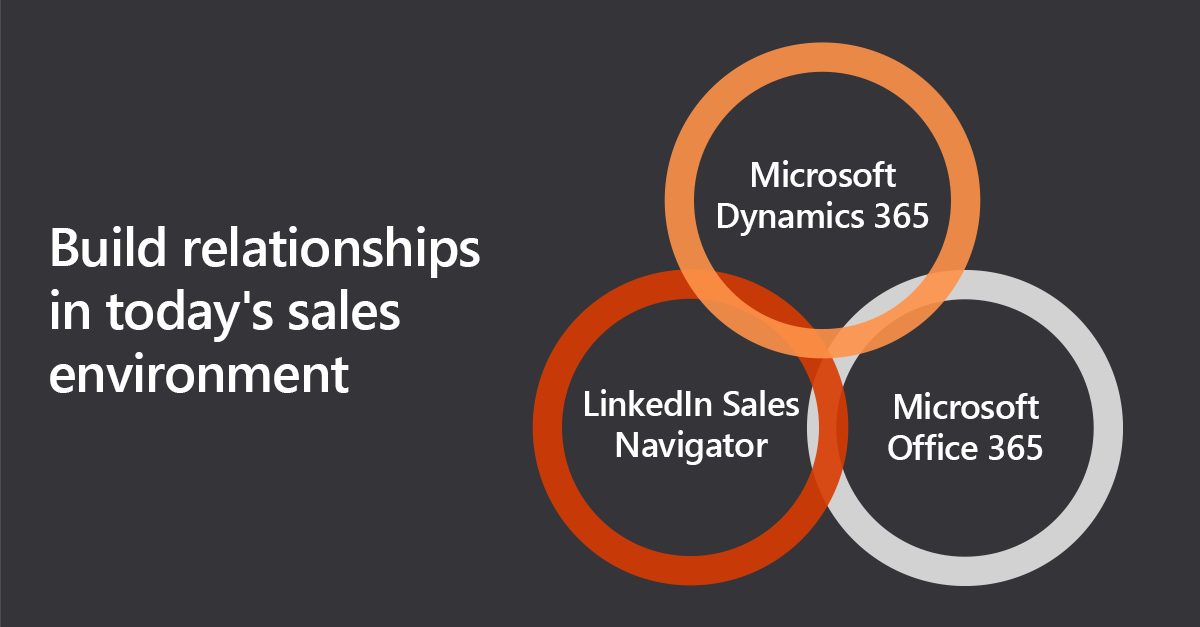 Build relationships
in today's sales
environment
Microsoft
Dynamics 365
LinkedIn Sales
Navigator
Microsoft
Office 365